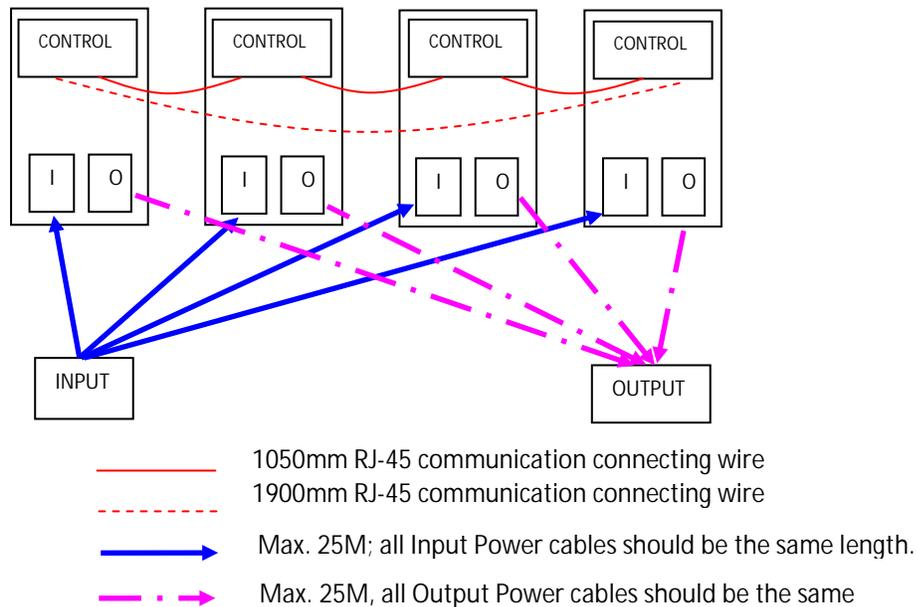 CONTROL CONTROL CONTROL CONTROL
I O I O I O I O
INPUT OUTPUT
1050mm RJ-45 communication connecting wire
1900mm RJ-45 communication connecting wire
Max. 25M; all Input Power cables should be the same length.
Max. 25M, all Output Power cables should be the same